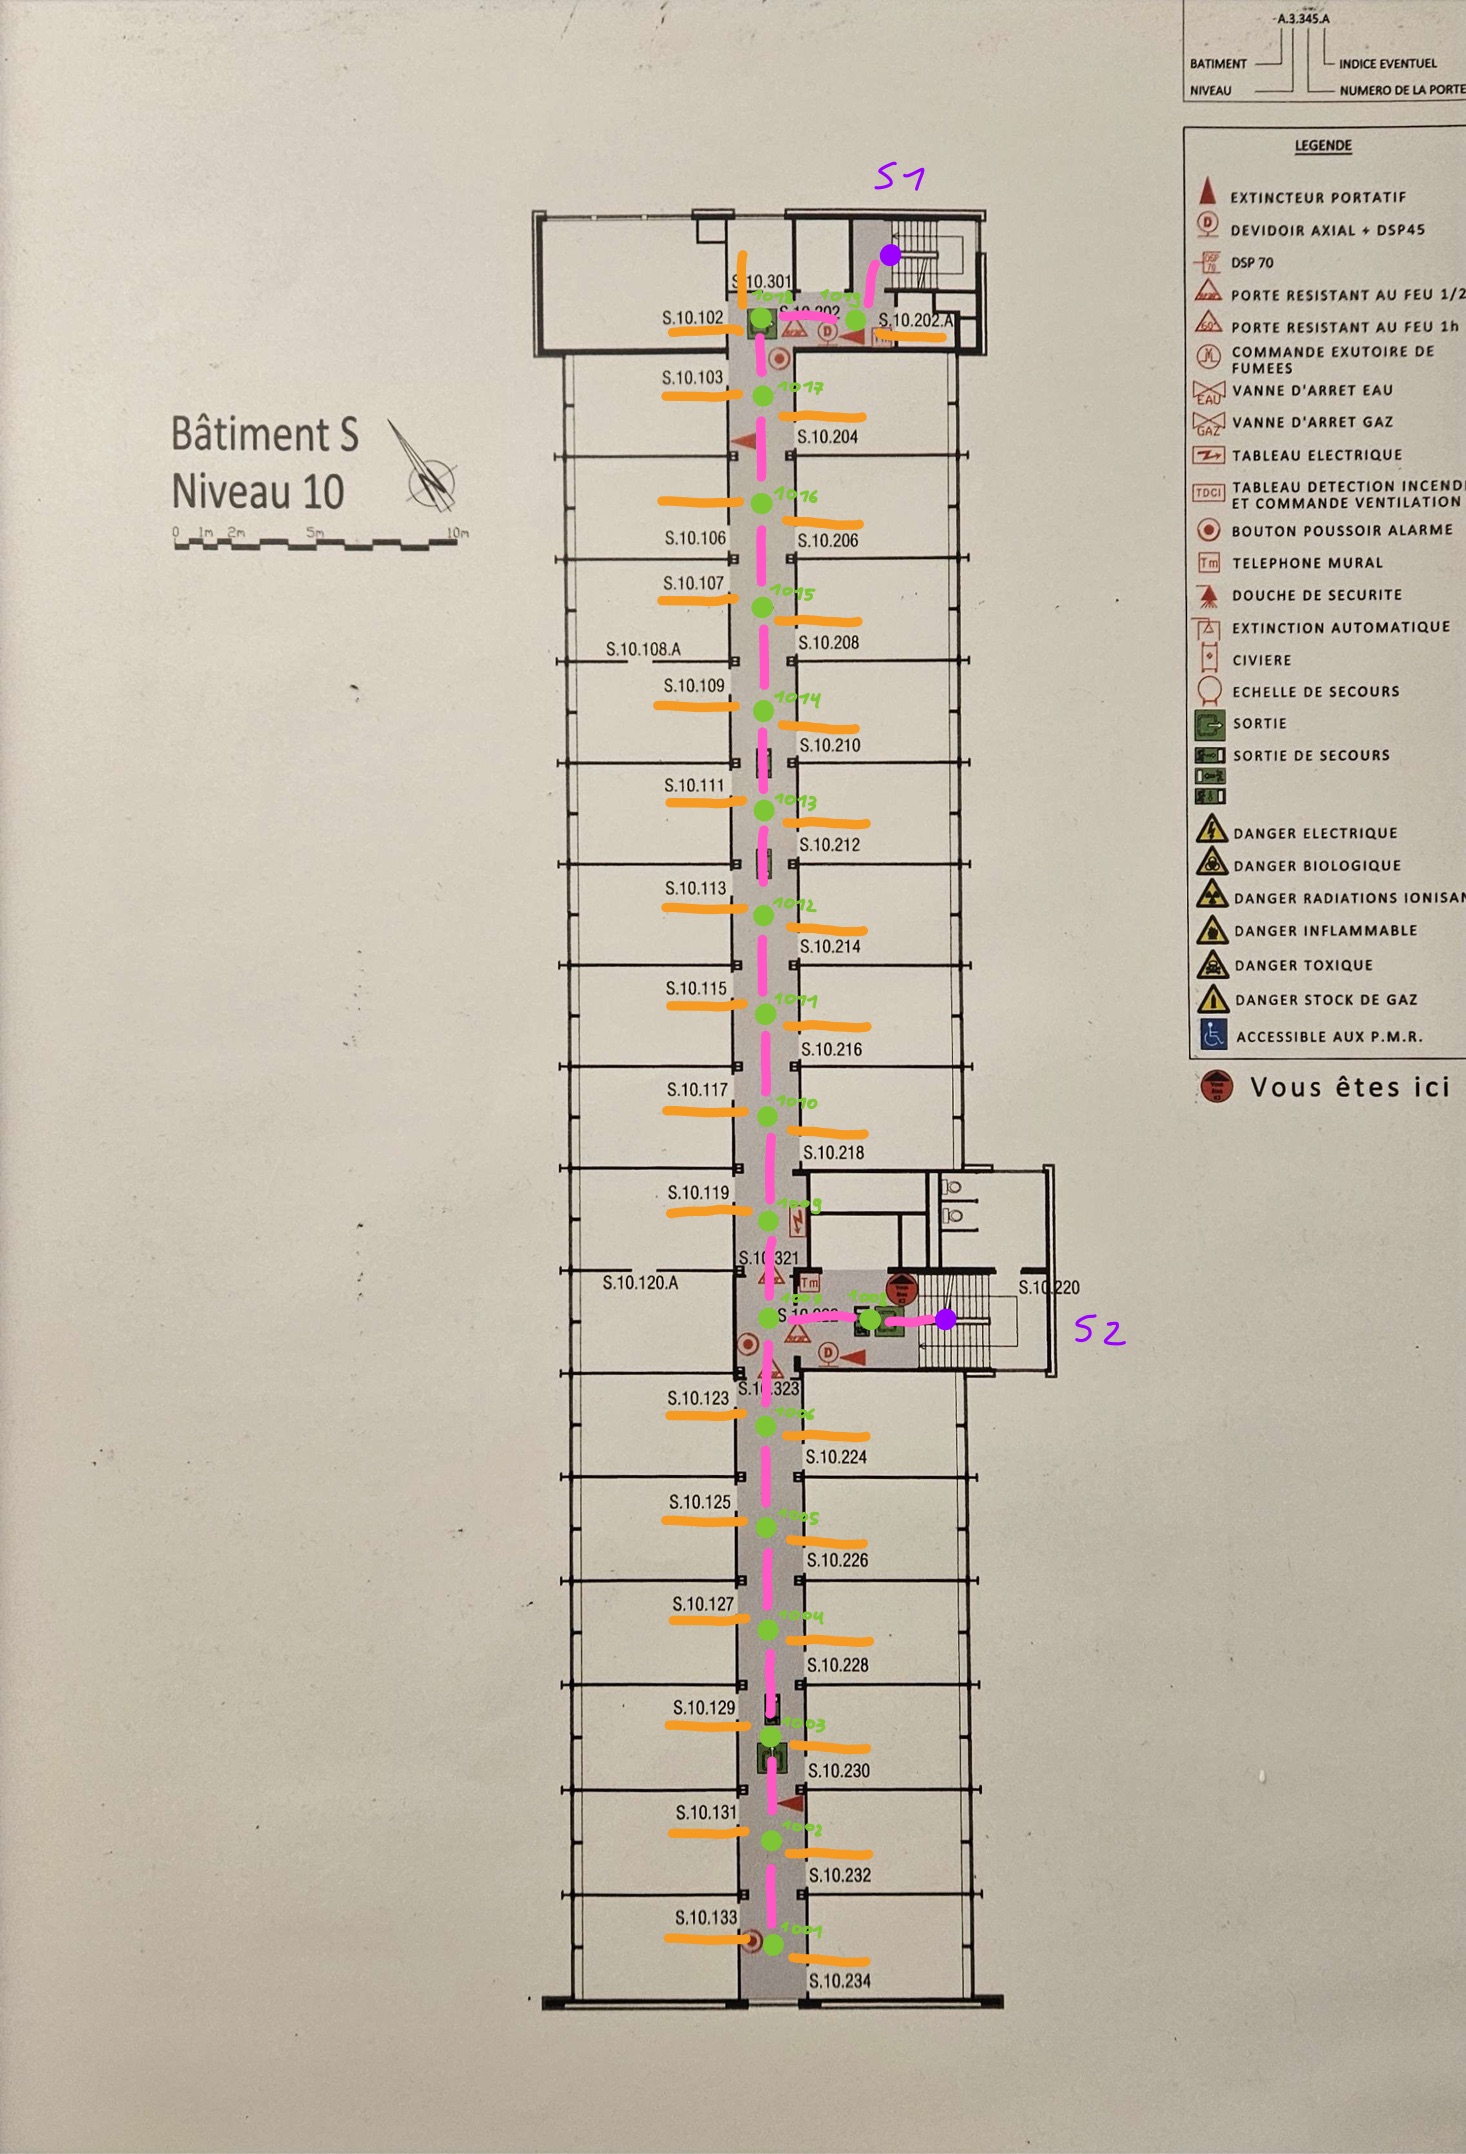 -A.3.345.A
BATIMENT
INDICE EVENTUEL
NIVEAU
NUMERO DE LA PORTE
LEGENDE
EXTINCTEUR PORTATIF
D
DEVIDOIR AXIAL + DSP45
DSP 70
DSP 70
PORTE RESISTANT AU FEU 1/2
60°
PORTE RESISTANT AU FEU 1h
COMMANDE EXUTOIRE DE
FUMEES
EAU
VANNE D'ARRET EAU
GAZ
VANNE D'ARRET GAZ
TABLEAU ELECTRIQUE
TDCI
TABLEAU DETECTION INCENDI
ET COMMANDE VENTILATION
BOUTON POUSSOIR ALARME
Tm
TELEPHONE MURAL
DOUCHE DE SECURITE
EXTINCTION AUTOMATIQUE
CIVIERE
ECHELLE DE SECOURS
SORTIE
SORTIE DE SECOURS
DANGER ELECTRIQUE
DANGER BIOLOGIQUE
DANGER RADIATIONS IONISAN
DANGER INFLAMMABLE
DANGER TOXIQUE
DANGER STOCK DE GAZ
ACCESSIBLE AUX P.M.R.
Vous êtes ici
Bâtiment S
Niveau 10
N
0 1m 2m 5m 10m
S1
S.10.301
1018
1019
S.10.102
S.10.202
D
Tm
S.10.202.A
S.10.103
1017
S.10.204
1016
S.10.106
S.10.206
S.10.107
1015
S.10.108.A
S.10.208
S.10.109
1014
S.10.210
S.10.111
1013
S.10.212
S.10.113
1012
S.10.214
S.10.115
1011
S.10.216
S.10.117
1010
S.10.218
S.10.119
1009
S.10.321
S.10.120.A
Tm
S.10.220
S2
D
S.10.323
S.10.123
1006
S.10.224
S.10.125
1005
S.10.226
S.10.127
1004
S.10.228
S.10.129
1003
S.10.230
S.10.131
1002
S.10.232
S.10.133
1001
S.10.234